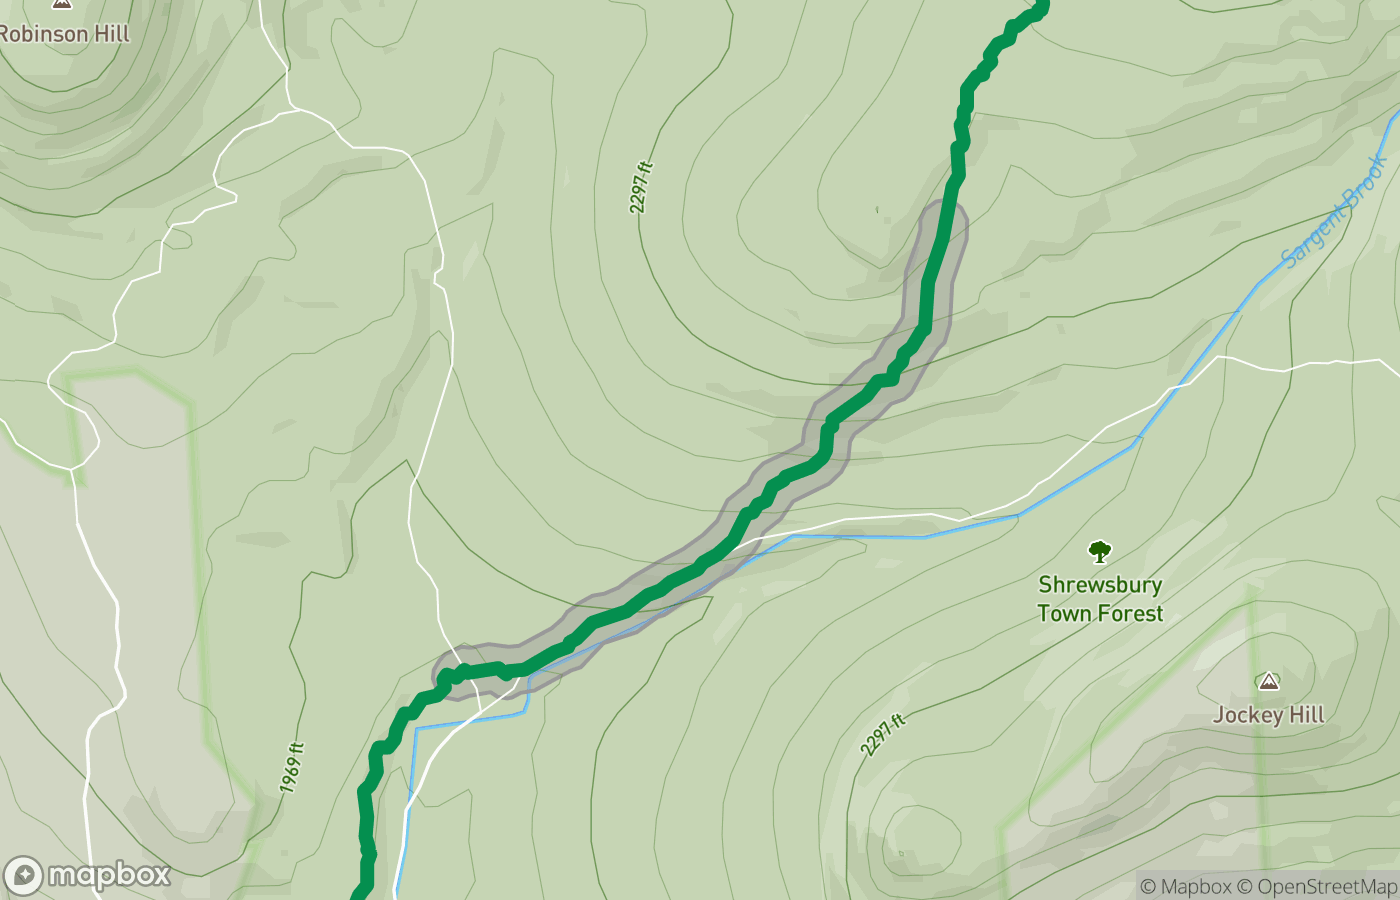 Robinson Hill
2297 ft
Sargent Brook
Shrewsbury
Town Forest
Jockey Hill
2297 ft
1969 ft
mapbox
© Mapbox © OpenStreetMap